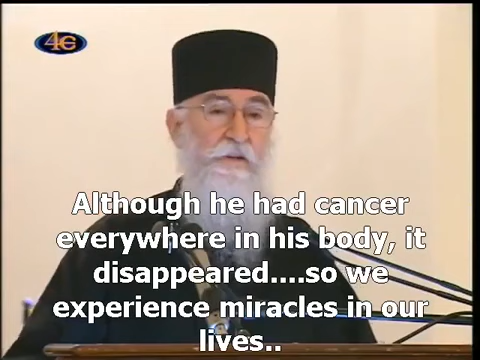 4E
Although he had cancer
everywhere in his body, it
disappeared....so we
experience miracles in our
lives..